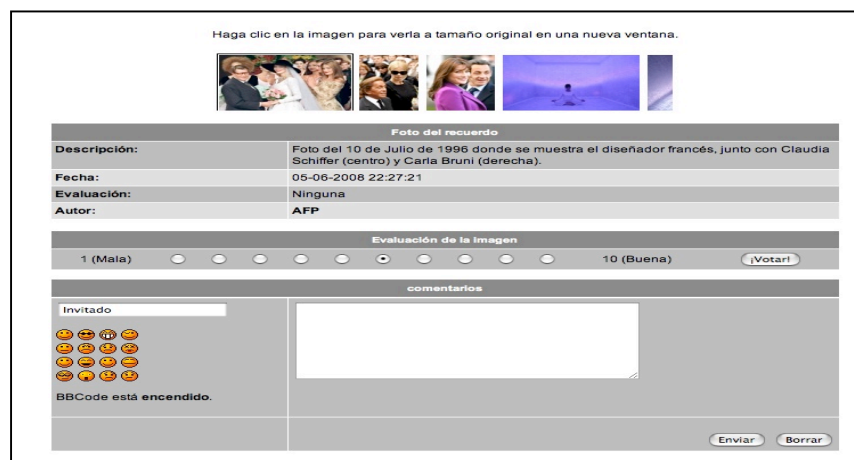 Haga clic en la imagen para verla a tamaño original en una nueva ventana.
Foto del recuerdo
Descripción: Foto del 10 de Julio de 1996 donde se muestra el diseñador francés, junto con Claudia
Schiffer (centro) y Carla Bruni (derecha).
Fecha: 05-06-2008 22:27:21
Evaluación: Ninguna
Autor: AFP
Evaluación de la imagen
1 (Mala) 10 (Buena) ¡Votar!
comentarios
Invitado
BBCode está encendido.
Enviar Borrar